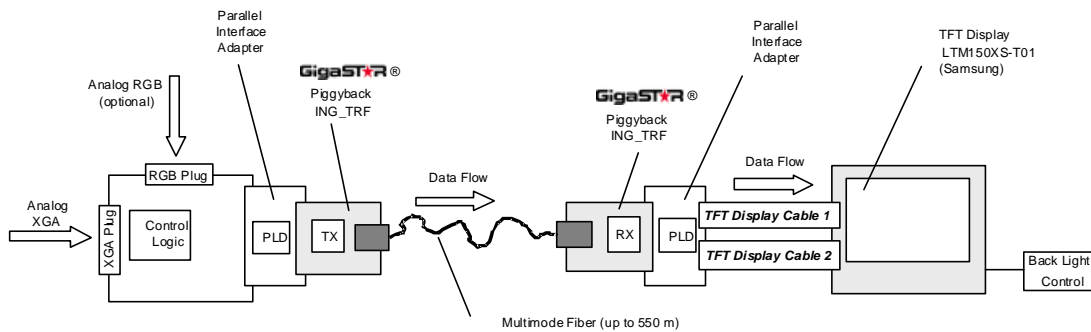 Parallel
Interface
Adapter
GigaSTAR ®
Piggyback
ING_TRF
Analog RGB
(optional)
RGB Plug
Analog
XGA
XGA Plug
Control
Logic
PLD
TX
Data Flow
Multimode Fiber (up to 550 m)
GigaSTAR ®
Piggyback
ING_TRF
RX
Parallel
Interface
Adapter
PLD
Data Flow
TFT Display Cable 1
TFT Display Cable 2
TFT Display
LTM150XS-T01
(Samsung)
Back Light
Control